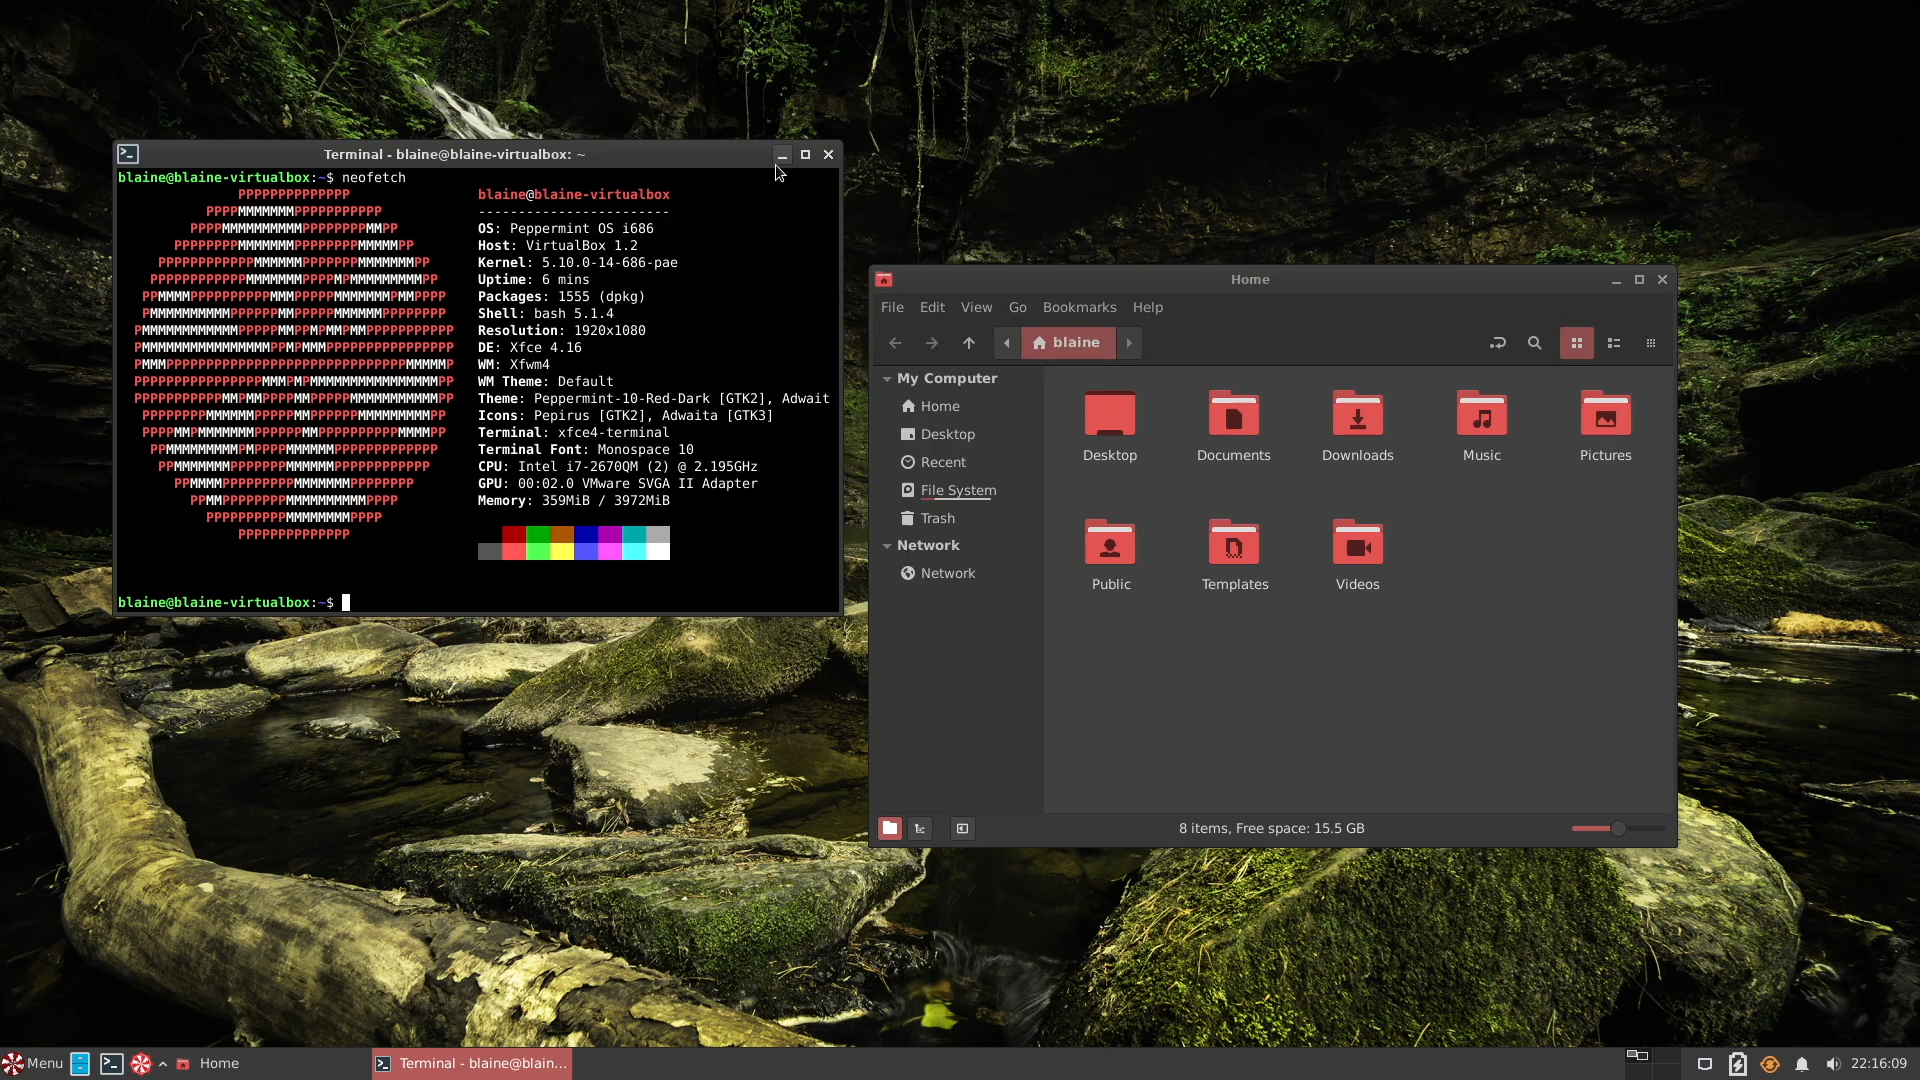 Terminal - blaine@blaine-virtualbox: ~
blaine@blaine-virtualbox:~$ neofetch
blaine@blaine-virtualbox
------------------------
OS: Peppermint OS i686
Host: VirtualBox 1.2
Kernel: 5.10.0-14-686-pae
Uptime: 6 mins
Packages: 1555 (dpkg)
Shell: bash 5.1.4
Resolution: 1920x1080
DE: Xfce 4.16
WM: Xfwm4
WM Theme: Default
Theme: Peppermint-10-Red-Dark [GTK2], Adwait
Icons: Pepirus [GTK2], Adwaita [GTK3]
Terminal: xfce4-terminal
Terminal Font: Monospace 10
CPU: Intel i7-2670QM (2) @ 2.195GHz
GPU: 00:02.0 VMware SVGA II Adapter
Memory: 359MiB / 3972MiB
blaine@blaine-virtualbox:~$
Home
File Edit View Go Bookmarks Help
blaine
My Computer
Home
Desktop
Recent
File System
Trash
Network
Network
Desktop Documents Downloads Music Pictures
Public Templates Videos
8 items, Free space: 15.5 GB
Menu Home Terminal - blaine@blain... 22:16:09